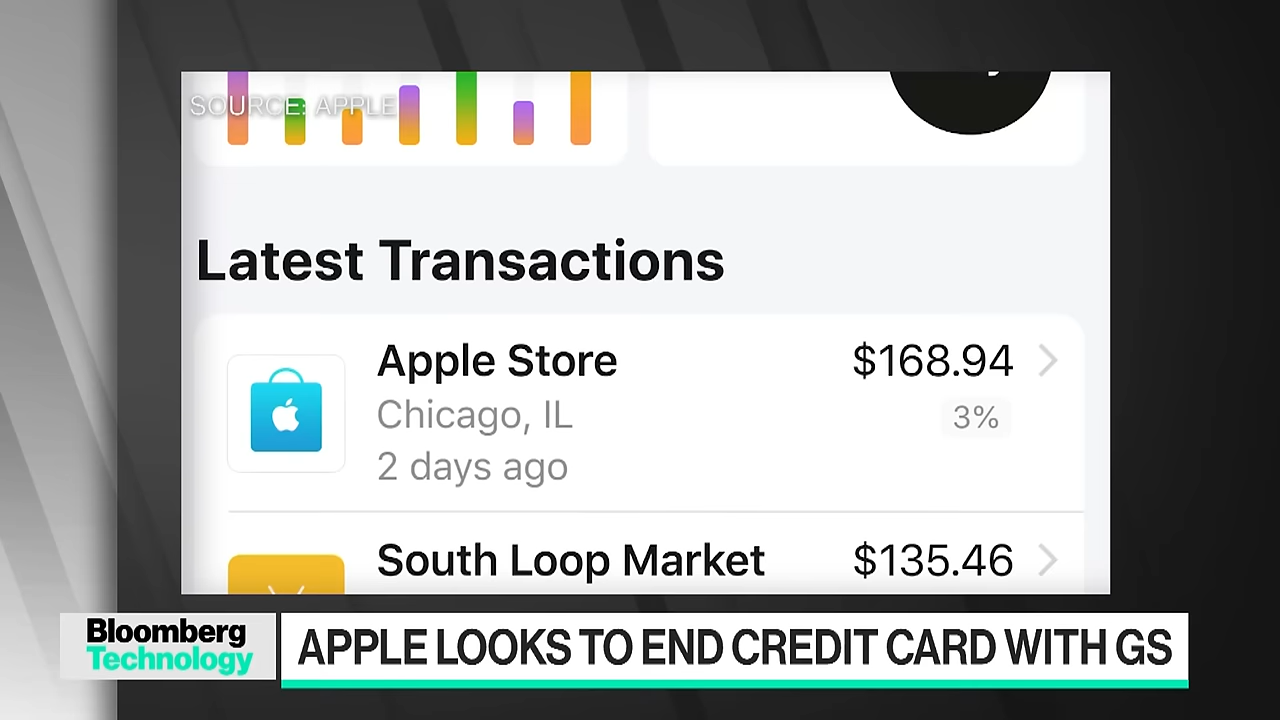 SOURCE: APPLE
Latest Transactions
Apple Store
$168.94
Chicago, IL
3%
2 days ago
South Loop Market
$135.46
Bloomberg
Technology
APPLE LOOKS TO END CREDIT CARD WITH GS